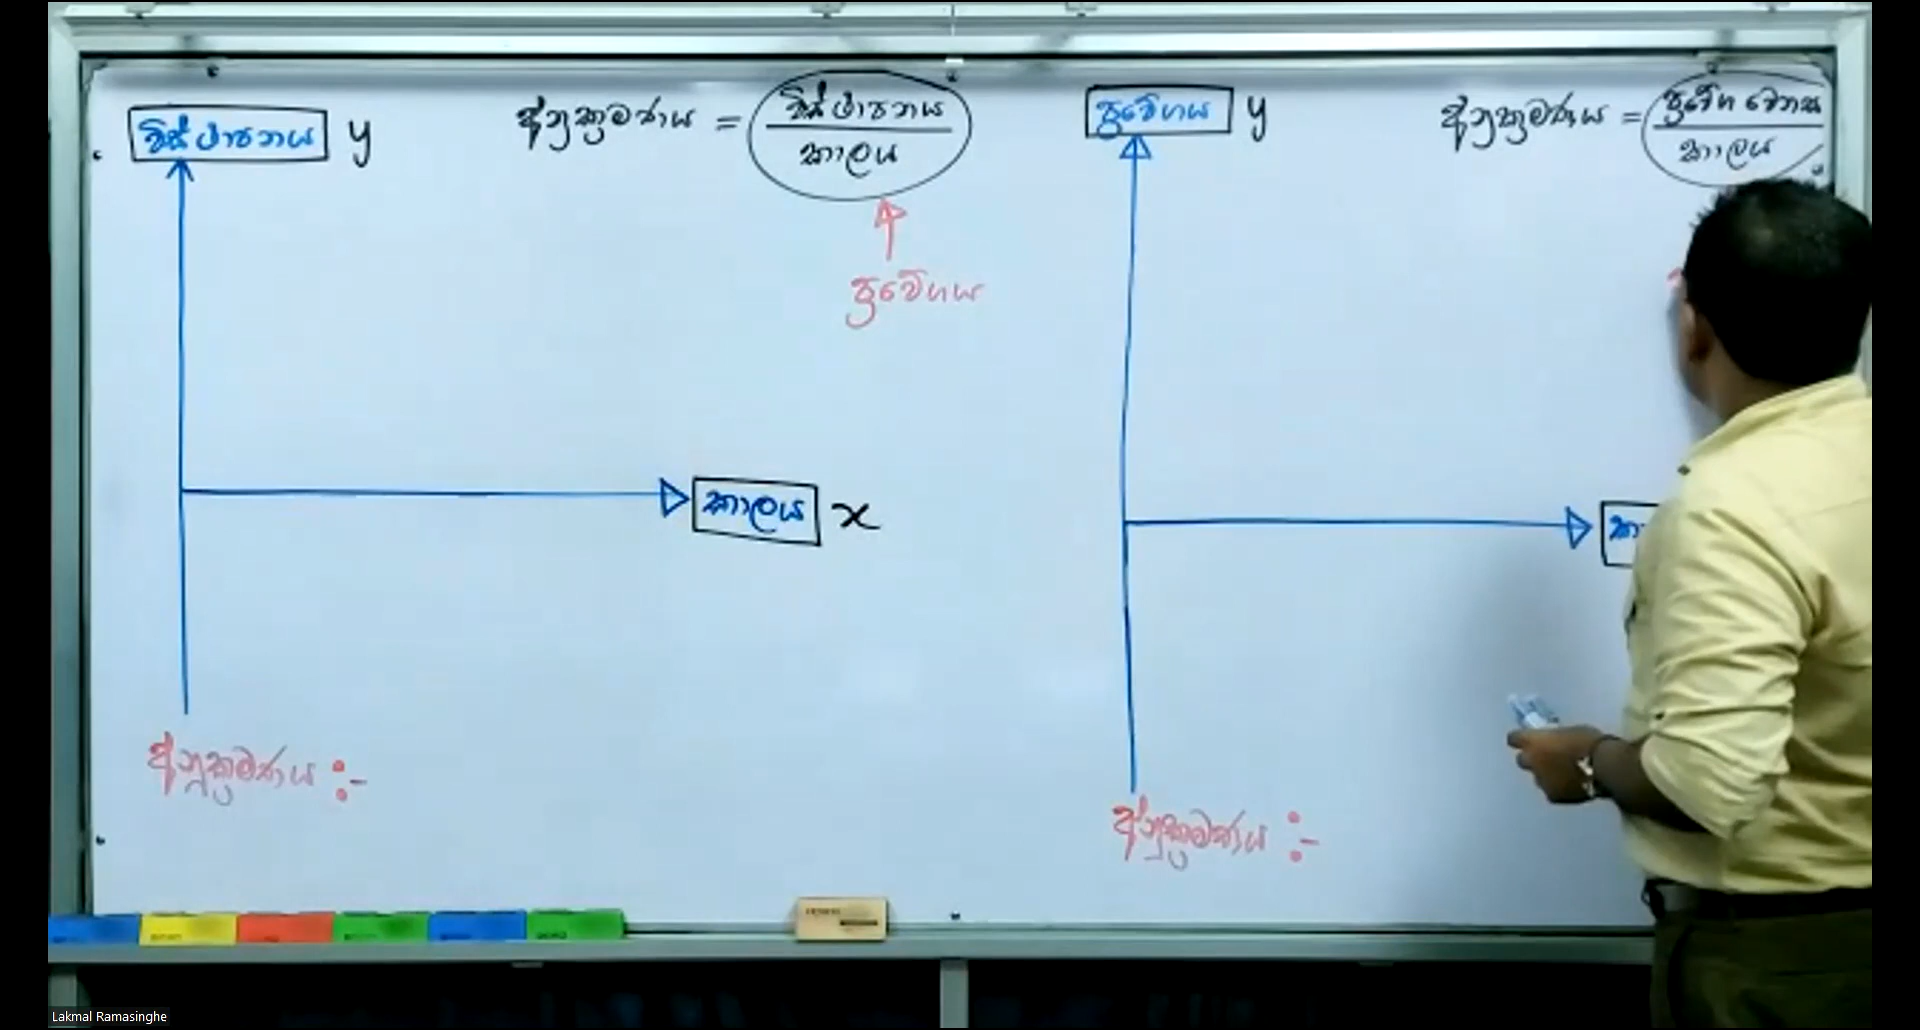 විස්ථාපනය y
අනුක්‍රමණය = විස්ථාපනය
කාලය
ප්‍රවේගය
කාලය x
අනුක්‍රමණය :-
ප්‍රවේගය y
අනුක්‍රමණය = ප්‍රවේග වෙනස
කාලය
කා
අනුක්‍රමණය :-
Lakmal Ramasinghe